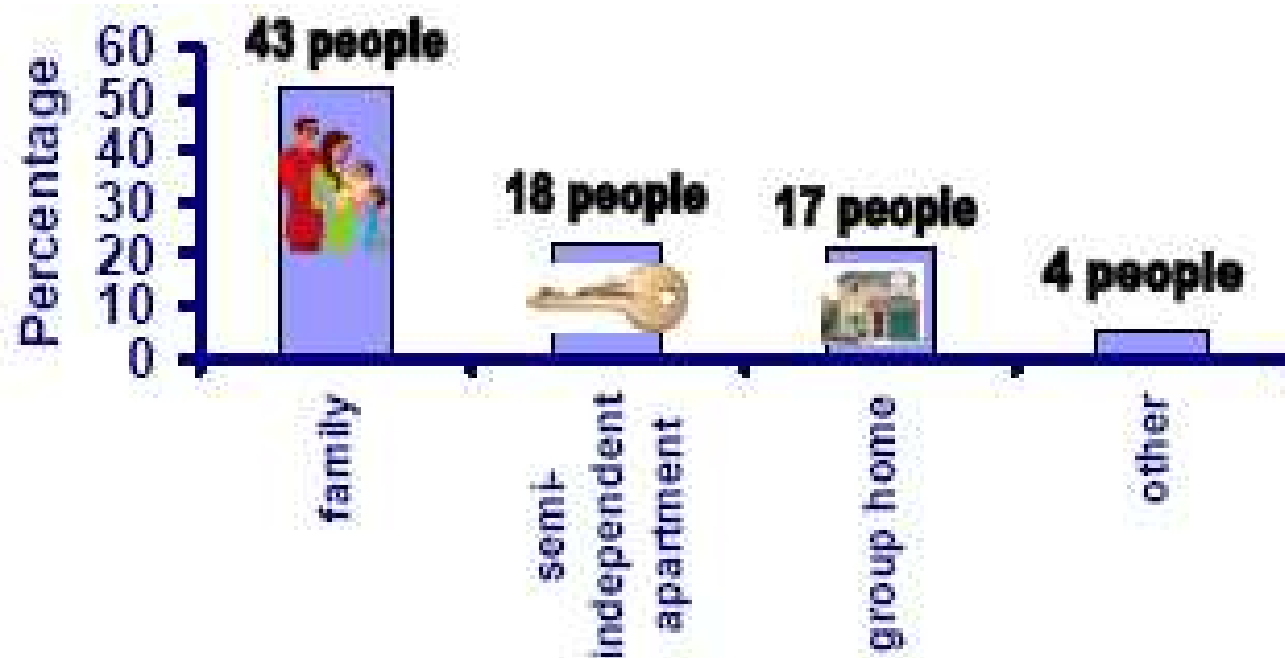 Percentage
60
50
40
30
20
10
0
43 people
18 people
17 people
4 people
family
semi-
independent
apartment
group home
other